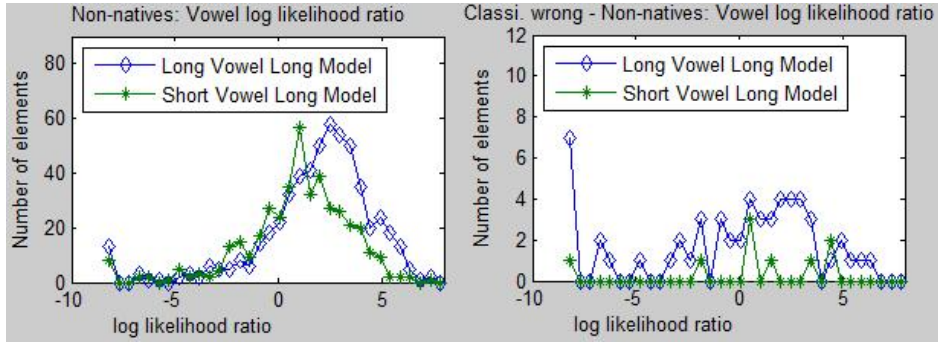 Non-natives: Vowel log likelihood ratio
Number of elements
80
60
40
20
0
-10
-5
0
5
Long Vowel Long Model
Short Vowel Long Model
log likelihood ratio
Classi. wrong - Non-natives: Vowel log likelihood ratio
Number of elements
12
10
8
6
4
2
0
-10
-5
0
5
Long Vowel Long Model
Short Vowel Long Model
log likelihood ratio